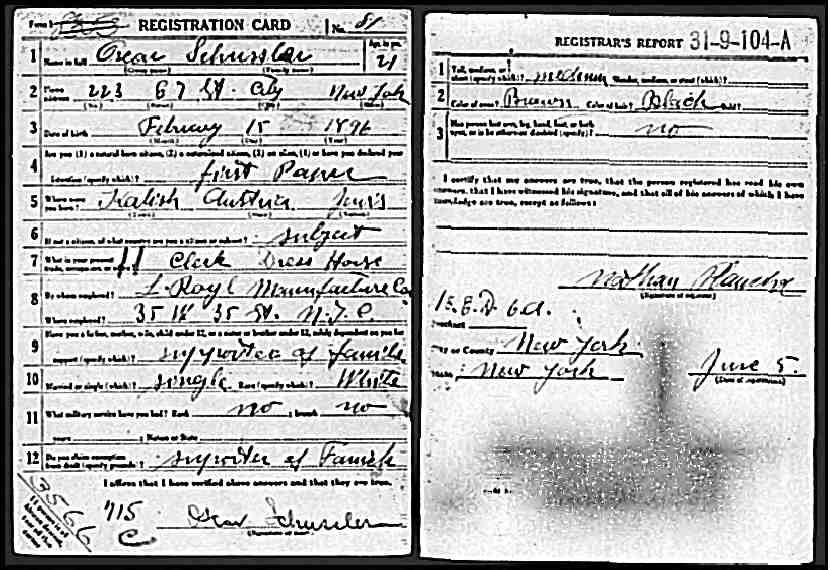 Form 1 REGISTRATION CARD No. 81
1 Name in full Oscar Schussler Age, in yrs. 21
(Given name) (Family name)
2 Home address 223 67 St. City New York
(No.) (Street) (City) (State)
3 Date of birth February 15 1896
(Month) (Day) (Year)
4 Are you (1) a natural born citizen, (2) a naturalized citizen, (3) an alien, (4) or have you declared your
intention (specify which)? first Paper
5 Where were you born? Kalish Austria
(Town) (State) (Nation)
6 If not a citizen, of what country are you a citizen or subject? subject
7 What is your present trade, occupation, or Clerk Dress House
8 By whom employed? Manufacture Co
Where employed? 35 W 35 St. N.Y.C.
9 Have you a father, mother, wife, child under 12, or a sister or brother under 12, solely dependent on you for
support (specify which)? of
10 Married or single (which)? single Race (specify which)? White
11 What military service have you had? Rank no ; branch no
years ; Nation or State
12 Do you claim exemption from draft (specify grounds)? of
I affirm that I have verified above answers and that they are true.
3566
715
C
Oscar Schussler
(Signature or mark)
REGISTRAR'S REPORT 31-9-104-A
1 Tall, medium, or short (specify which)? medium Slender, medium, or stout (which)?
2 Color of eyes? Brown Color of hair? Black Bald?
3 Has person lost arm, leg, hand, foot, or both
eyes, or is he otherwise disabled (specify)? no
I certify that my answers are true, that the person registered has read his own
answers, that I have witnessed his signature, and that all of his answers of which I have
knowledge are true, except as follows:
Nathan
(Signature of registrar)
Precinct
City or County New York
State New York June 5
(Date of registration)